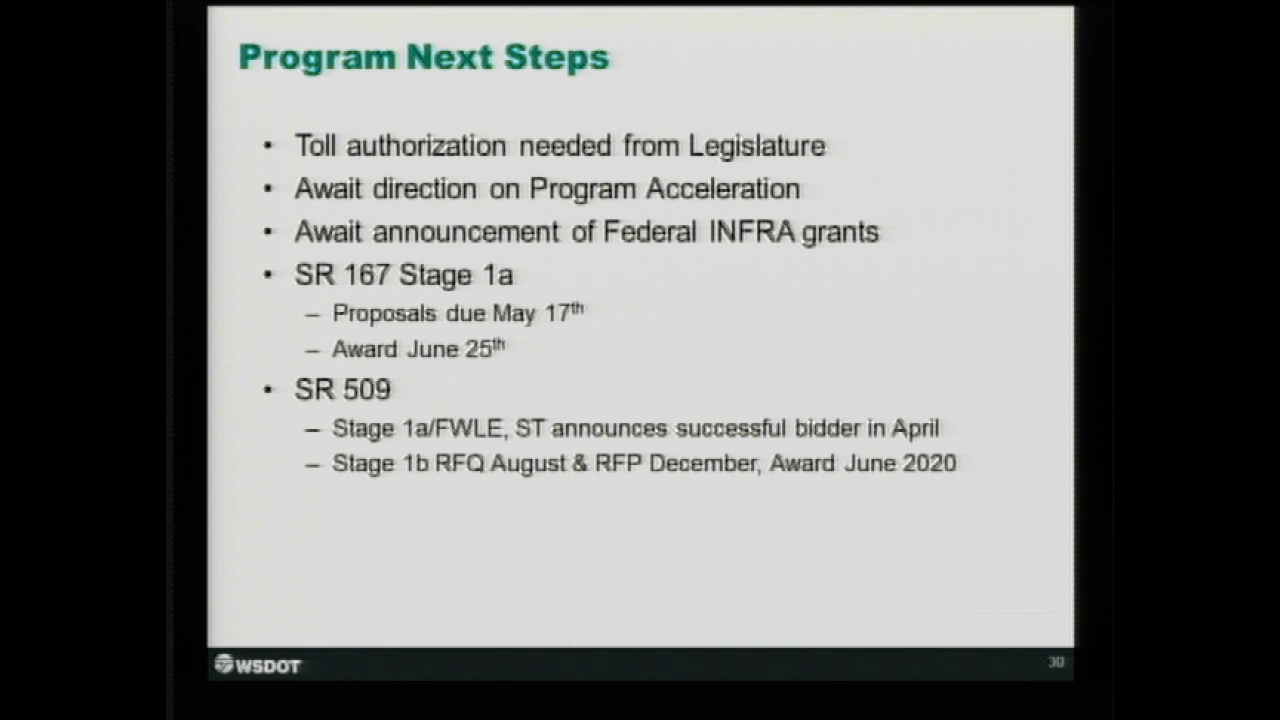 Program Next Steps
• Toll authorization needed from Legislature
• Await direction on Program Acceleration
• Await announcement of Federal INFRA grants
• SR 167 Stage 1a
– Proposals due May 17th
– Award June 25th
• SR 509
– Stage 1a/FWLE, ST announces successful bidder in April
– Stage 1b RFQ August & RFP December, Award June 2020
WSDOT
30